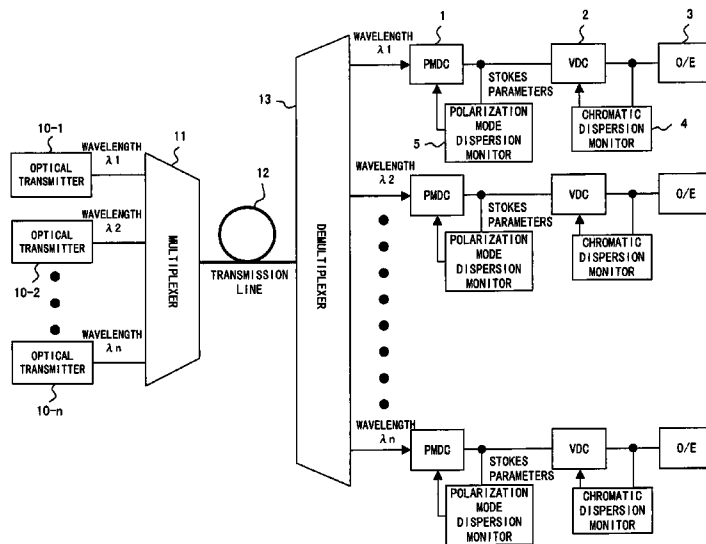 10-1
OPTICAL
TRANSMITTER
WAVELENGTH
λ1
10-2
OPTICAL
TRANSMITTER
WAVELENGTH
λ2
10-n
OPTICAL
TRANSMITTER
WAVELENGTH
λn
11
MULTIPLEXER
12
TRANSMISSION
LINE
13
DEMULTIPLEXER
WAVELENGTH
λ1
1
PMDC
STOKES
PARAMETERS
5
POLARIZATION
MODE
DISPERSION
MONITOR
2
VDC
CHROMATIC
DISPERSION
MONITOR
4
3
O/E
WAVELENGTH
λ2
PMDC
STOKES
PARAMETERS
POLARIZATION
MODE
DISPERSION
MONITOR
VDC
CHROMATIC
DISPERSION
MONITOR
O/E
WAVELENGTH
λn
PMDC
STOKES
PARAMETERS
POLARIZATION
MODE
DISPERSION
MONITOR
VDC
CHROMATIC
DISPERSION
MONITOR
O/E